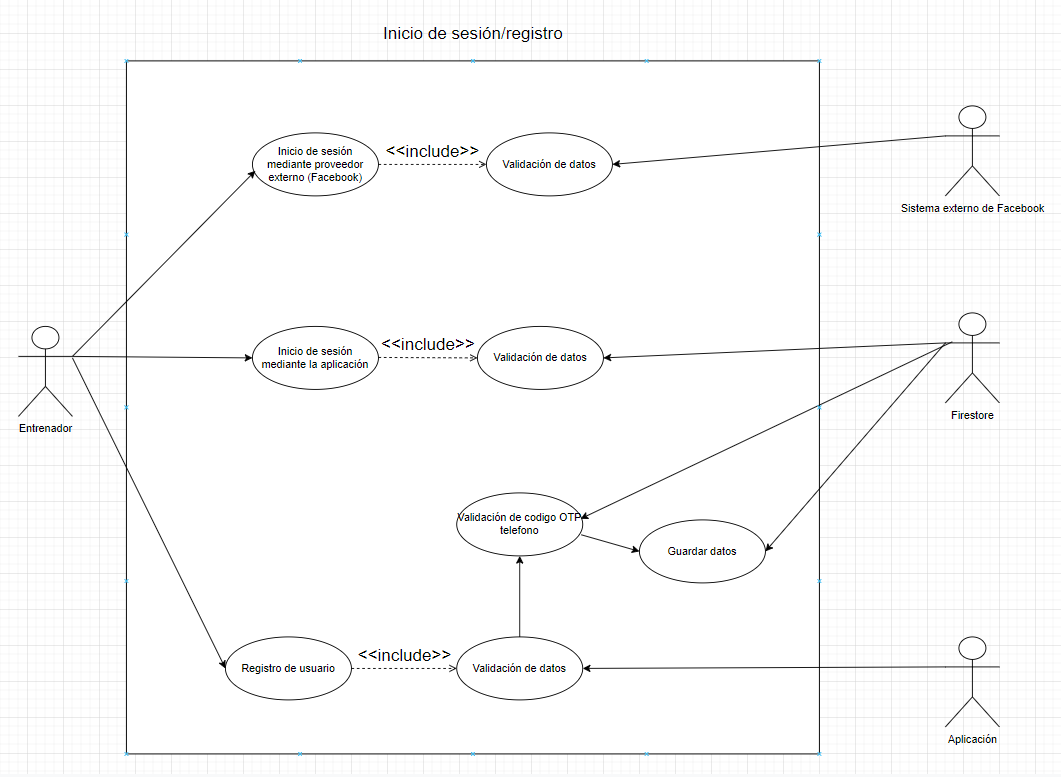 Inicio de sesión/registro
Inicio de sesión
mediante proveedor
externo (Facebook)
<<include>>
Validación de datos
Sistema externo de Facebook
Inicio de sesión
mediante la aplicación
<<include>>
Validación de datos
Entrenador
Firestore
Validación de codigo OTP
telefono
Guardar datos
Registro de usuario
<<include>>
Validación de datos
Aplicación